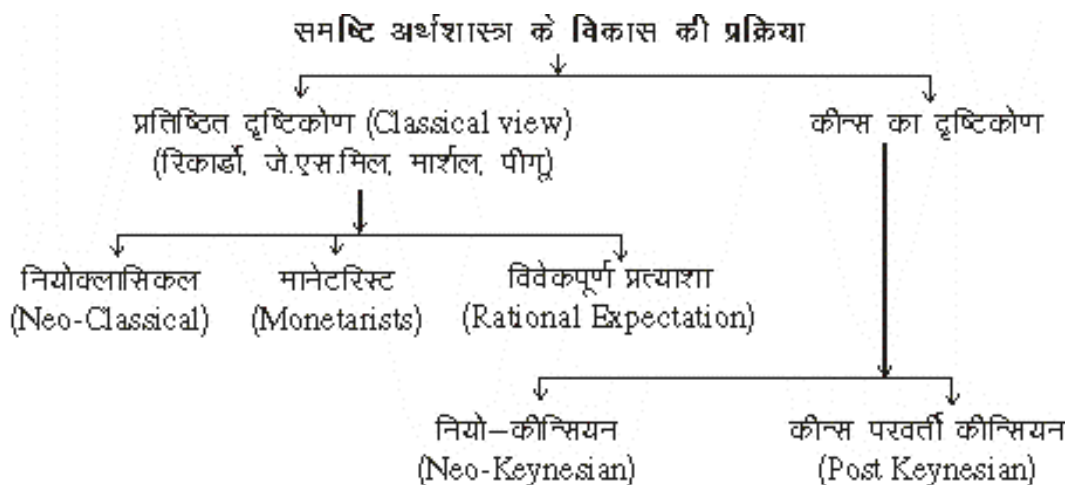 समष्टि अर्थशास्त्र के विकास की प्रक्रिया
प्रतिष्ठित दृष्टिकोण (Classical view)
(रिकार्डो, जे.एस.मिल, मार्शल, पीगू)
कीन्स का दृष्टिकोण
नियोक्लासिकल
(Neo-Classical)
मानेटरिस्ट
(Monetarists)
विवेकपूर्ण प्रत्याशा
(Rational Expectation)
नियो–कीन्सियन
(Neo-Keynesian)
कीन्स परवर्ती कीन्सियन
(Post Keynesian)